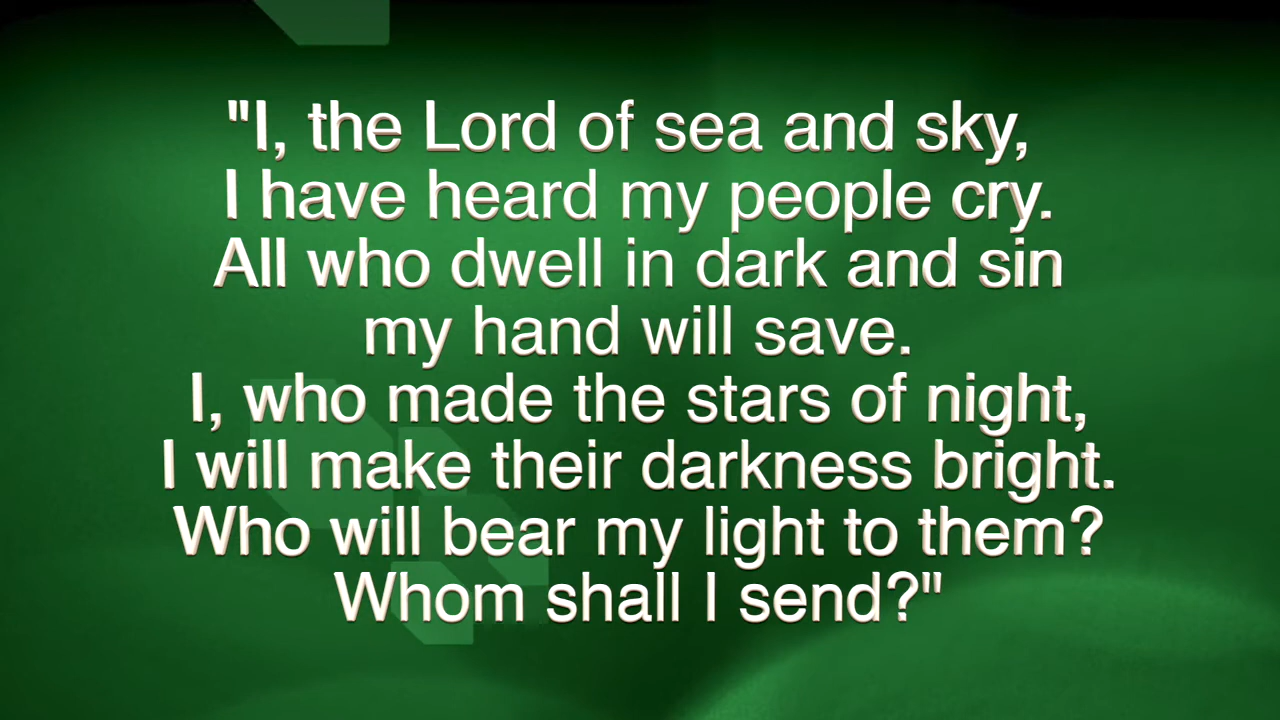 "I, the Lord of sea and sky,
I have heard my people cry.
All who dwell in dark and sin
my hand will save.
I, who made the stars of night,
I will make their darkness bright.
Who will bear my light to them?
Whom shall I send?"